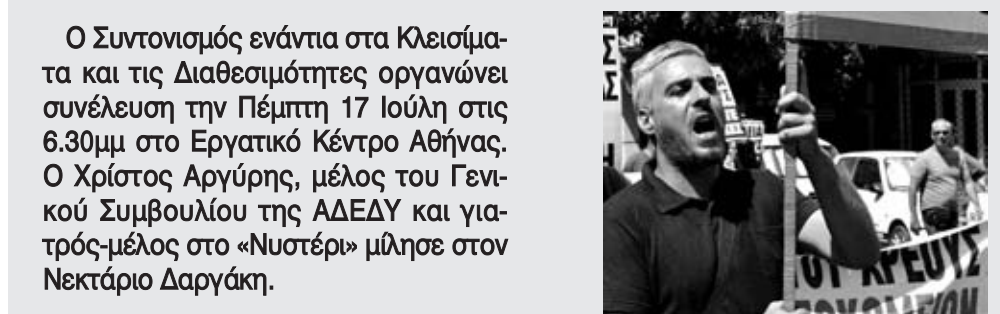 Ο Συντονισμός ενάντια στα Κλεισίμα-
τα και τις Διαθεσιμότητες οργανώνει
συνέλευση την Πέμπτη 17 Ιούλη στις
6.30μμ στο Εργατικό Κέντρο Αθήνας.
Ο Χρίστος Αργύρης, μέλος του Γενι-
κού Συμβουλίου της ΑΔΕΔΥ και για-
τρός-μέλος στο «Νυστέρι» μίλησε στον
Νεκτάριο Δαργάκη.
ΤΟΥ ΧΡΕΟΥΣ